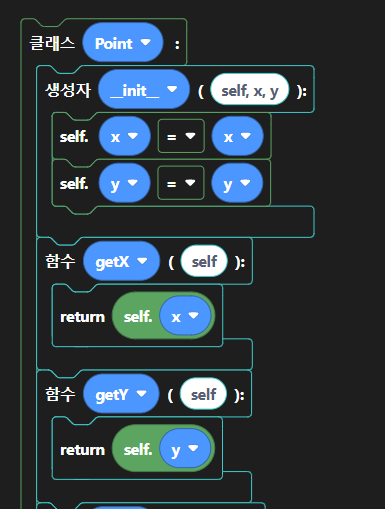 클래스 Point :
생성자 __init__ ( self, x, y ):
self. x = x
self. y = y
함수 getX ( self ):
return self. x
함수 getY ( self ):
return self. y